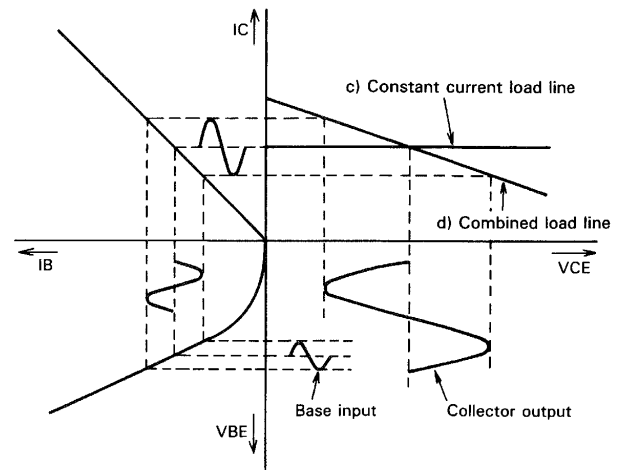 IC
c) Constant current load line
d) Combined load line
IB
VCE
Base input
Collector output
VBE